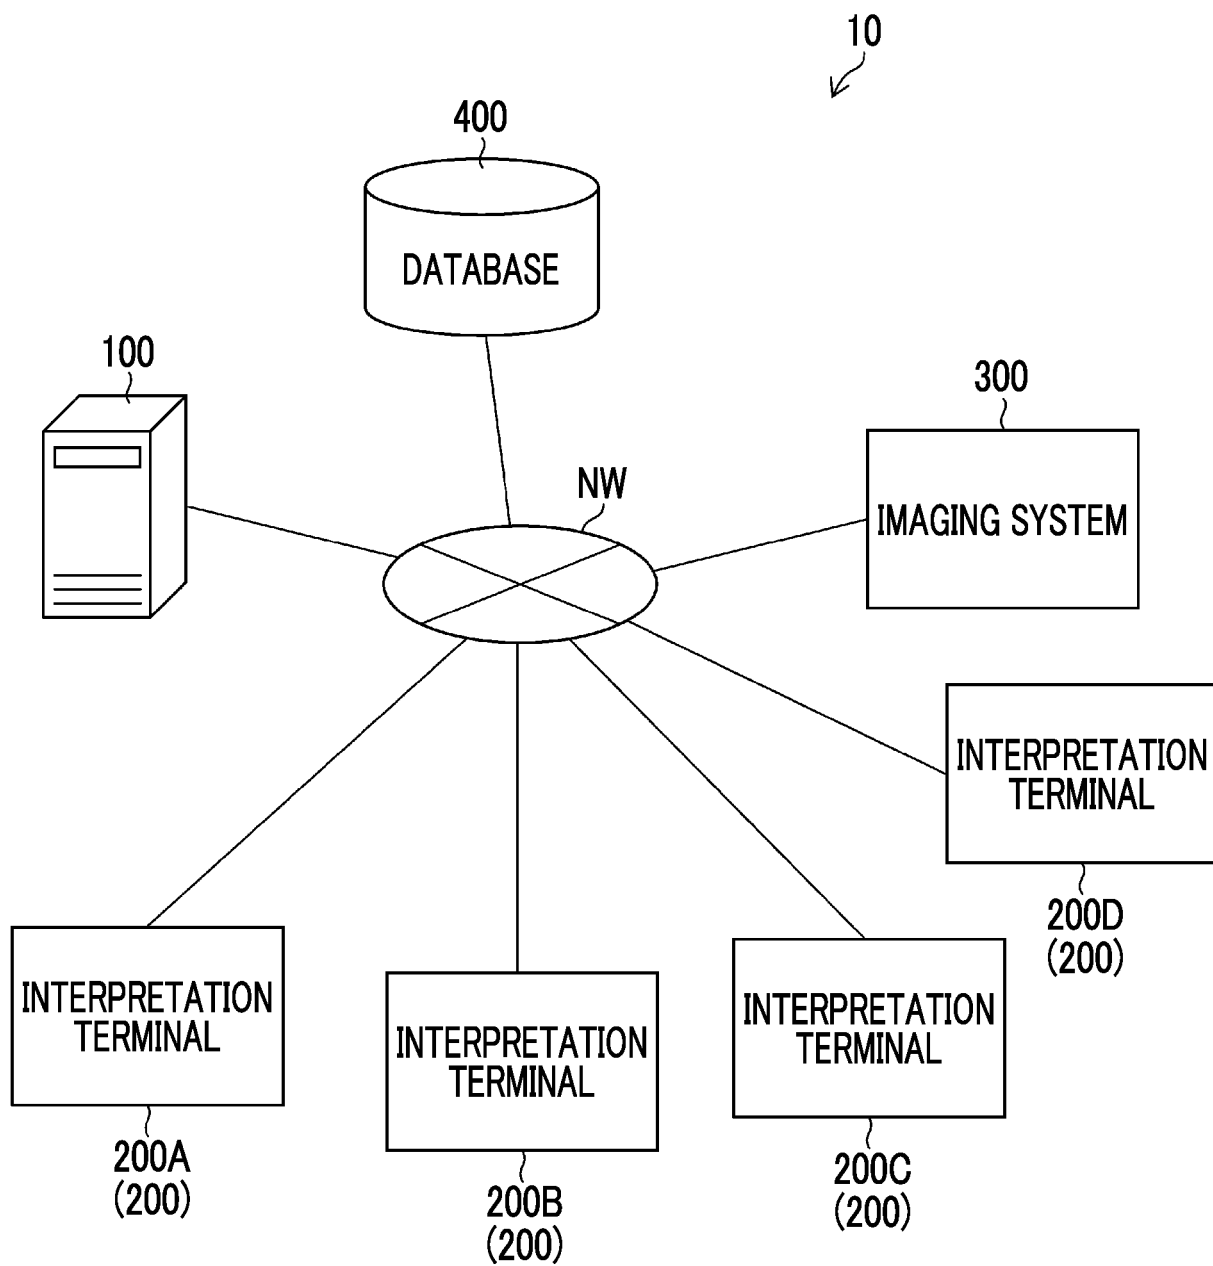 10
400
DATABASE
100
300
NW
IMAGING SYSTEM
INTERPRETATION
TERMINAL
200D
(200)
INTERPRETATION
TERMINAL
200A
(200)
INTERPRETATION
TERMINAL
200B
(200)
INTERPRETATION
TERMINAL
200C
(200)